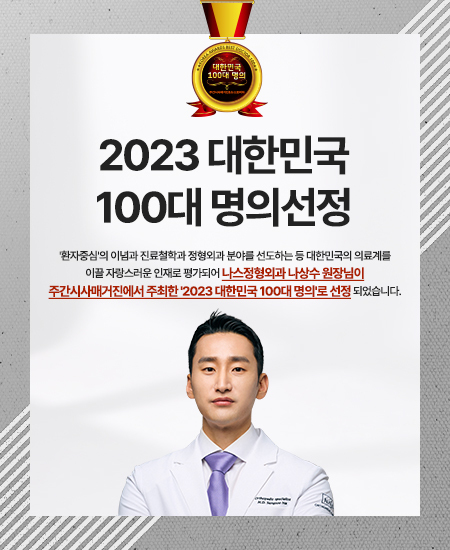 대한민국
100대 명의
2023 대한민국
100대 명의선정
'환자중심'의 이념과 진료철학과 정형외과 분야를 선도하는 등 대한민국의 의료계를
이끌 자랑스러운 인재로 평가되어 나스정형외과 나상수 원장님이
주간시사매거진에서 주최한 '2023 대한민국 100대 명의'로 선정 되었습니다.
Orthopedic specialist